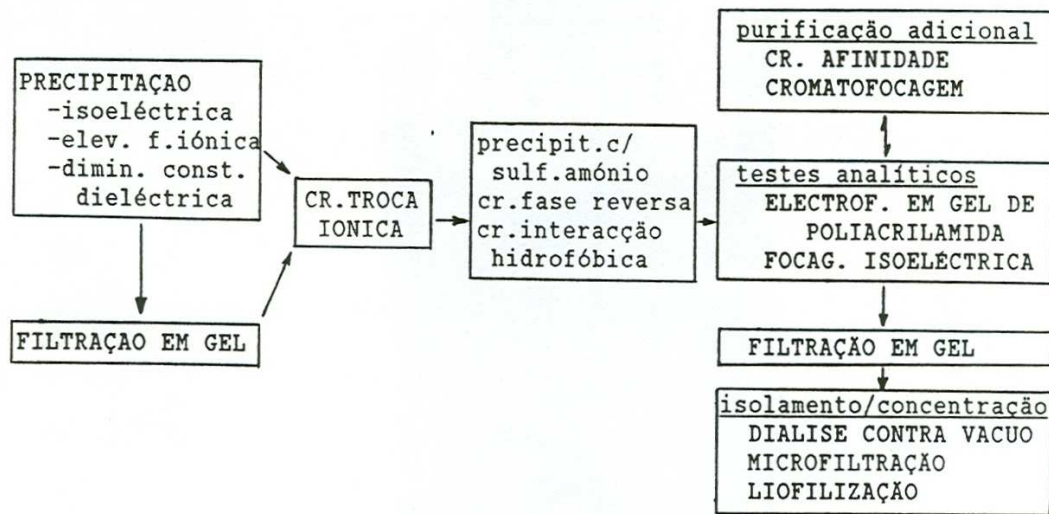 PRECIPITAÇAO
-isoeléctrica
-elev. f.iónica
-dimin. const.
dieléctrica
FILTRAÇAO EM GEL
CR.TROCA
IONICA
precipit.c/
sulf.amónio
cr.fase reversa
cr.interacção
hidrofóbica
purificação adicional
CR. AFINIDADE
CROMATOFOCAGEM
testes analíticos
ELECTROF. EM GEL DE
POLIACRILAMIDA
FOCAG. ISOELÉCTRICA
FILTRAÇÃO EM GEL
isolamento/concentração
DIALISE CONTRA VACUO
MICROFILTRAÇÃO
LIOFILIZAÇÃO